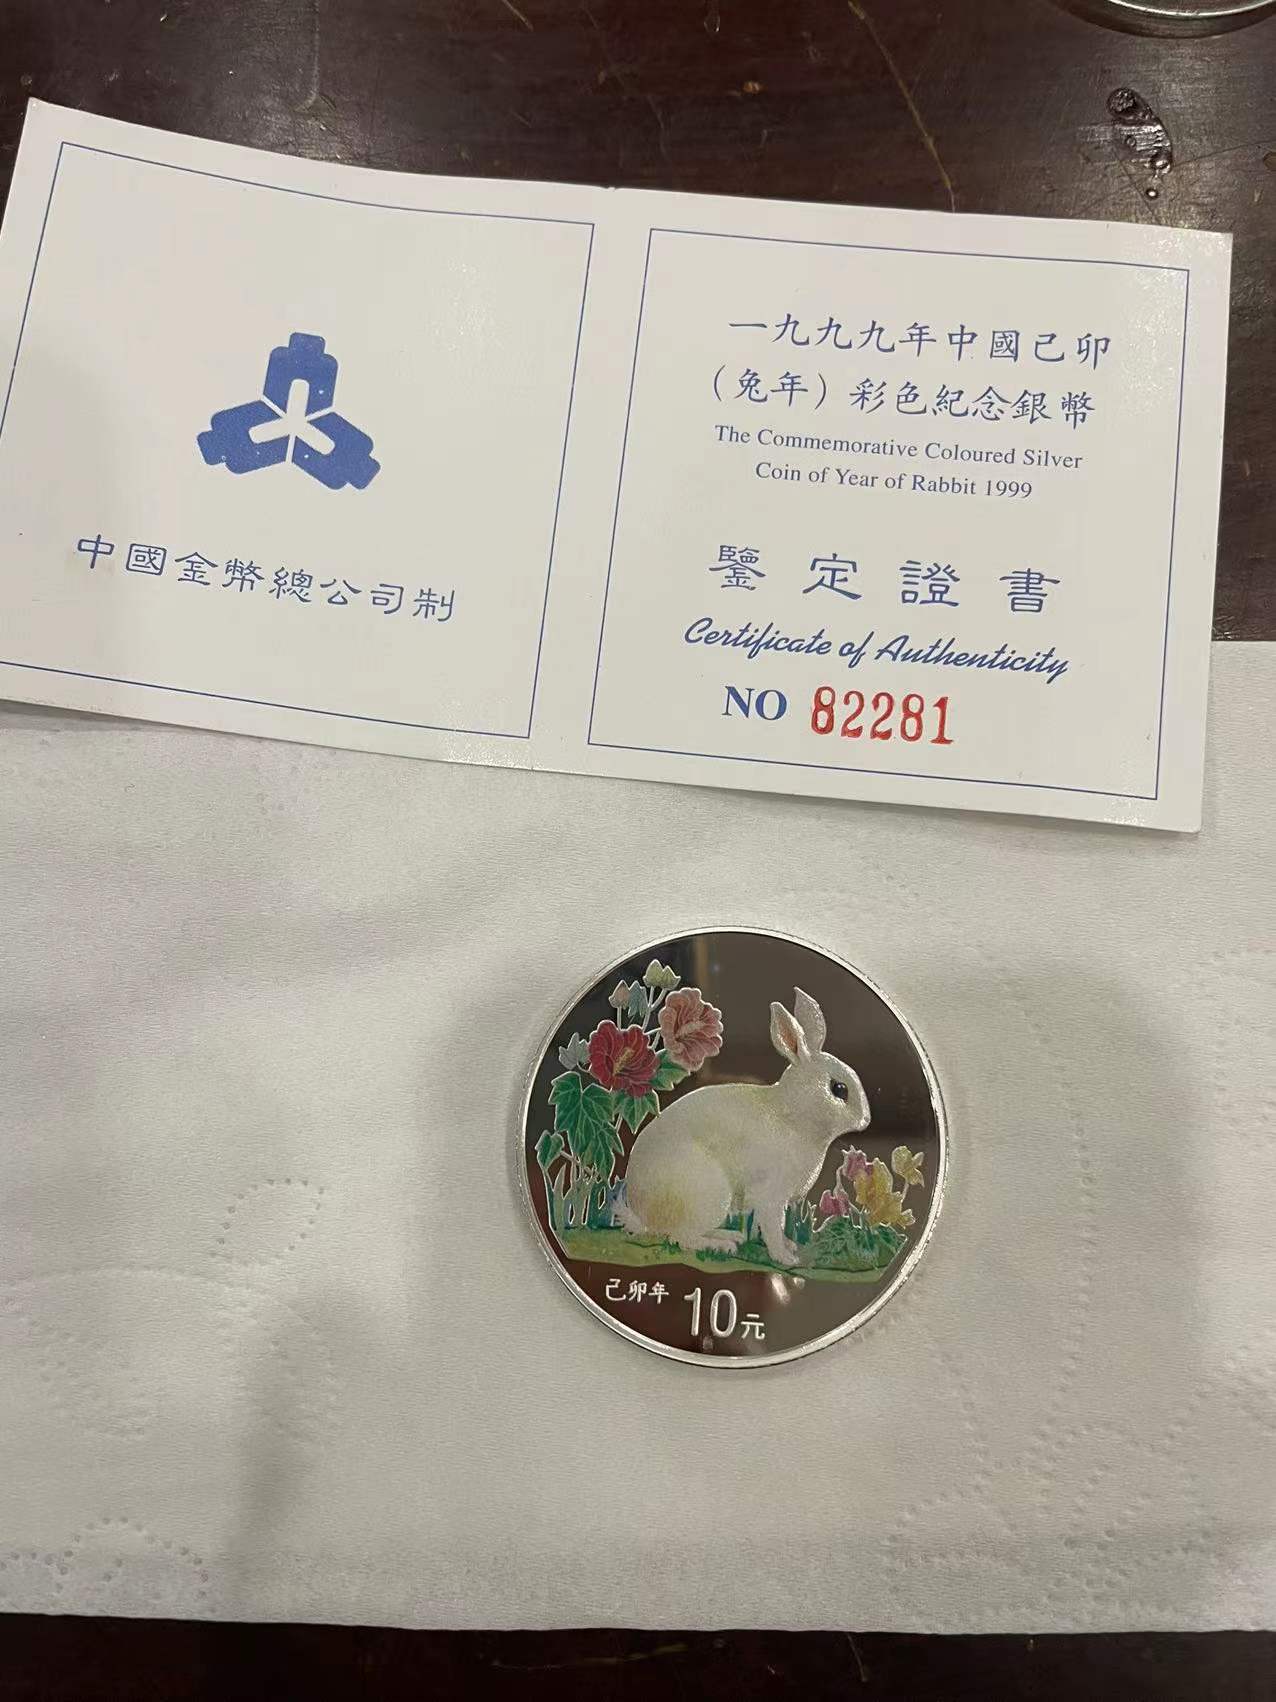 中國金幣總公司制
一九九九年中國己卯
（兔年）彩色紀念銀幣
The Commemorative Coloured Silver
Coin of Year of Rabbit 1999
鑒定證書
Certificate of Authenticity
NO 82281
己卯年 10元